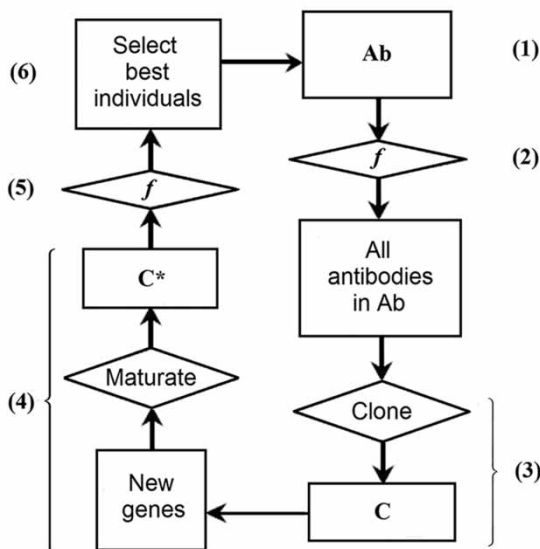 (6)
Select
best
individuals
Ab
(1)
f
(2)
(5)
f
All
antibodies
in Ab
C*
(4)
Maturate
Clone
(3)
New
genes
C